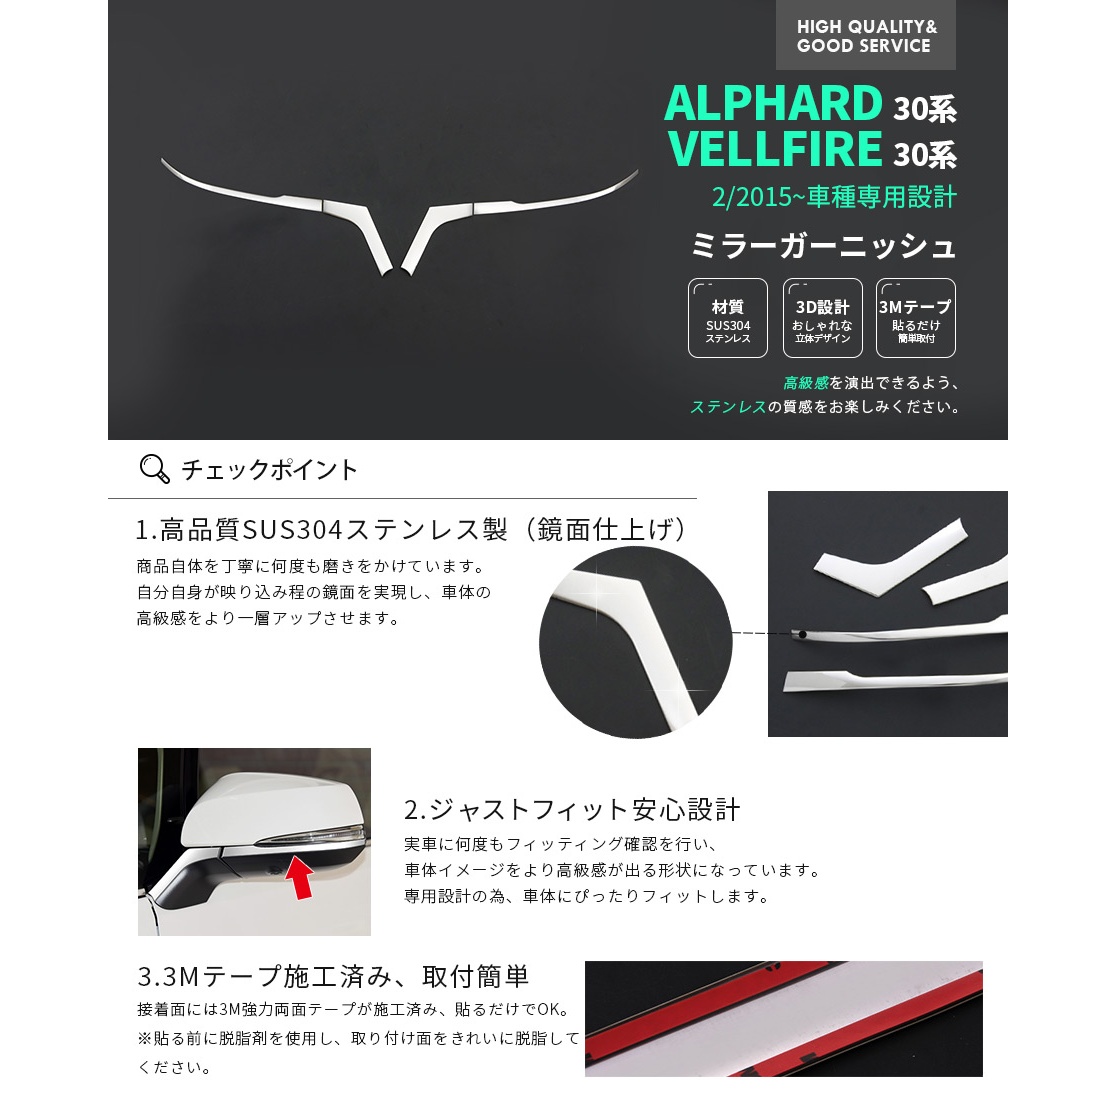 HIGH QUALITY&
GOOD SERVICE
ALPHARD 30系
VELLFIRE 30系
2/2015~車種専用設計
ミラーガーニッシュ
材質
SUS304
ステンレス
3D設計
おしゃれな
立体デザイン
3Mテープ
貼るだけ
簡単取付
高級感を演出できるよう、
ステンレスの質感をお楽しみください。
チェックポイント
1.高品質SUS304ステンレス製（鏡面仕上げ）
商品自体を丁寧に何度も磨きをかけています。
自分自身が映り込み程の鏡面を実現し、車体の
高級感をより一層アップさせます。
2.ジャストフィット安心設計
実車に何度もフィッティング確認を行い、
車体イメージをより高級感が出る形状になっています。
専用設計の為、車体にぴったりフィットします。
3.3Mテープ施工済み、取付簡単
接着面には3M強力両面テープが施工済み、貼るだけでOK。
※貼る前に脱脂剤を使用し、取り付け面をきれいに脱脂して
ください。